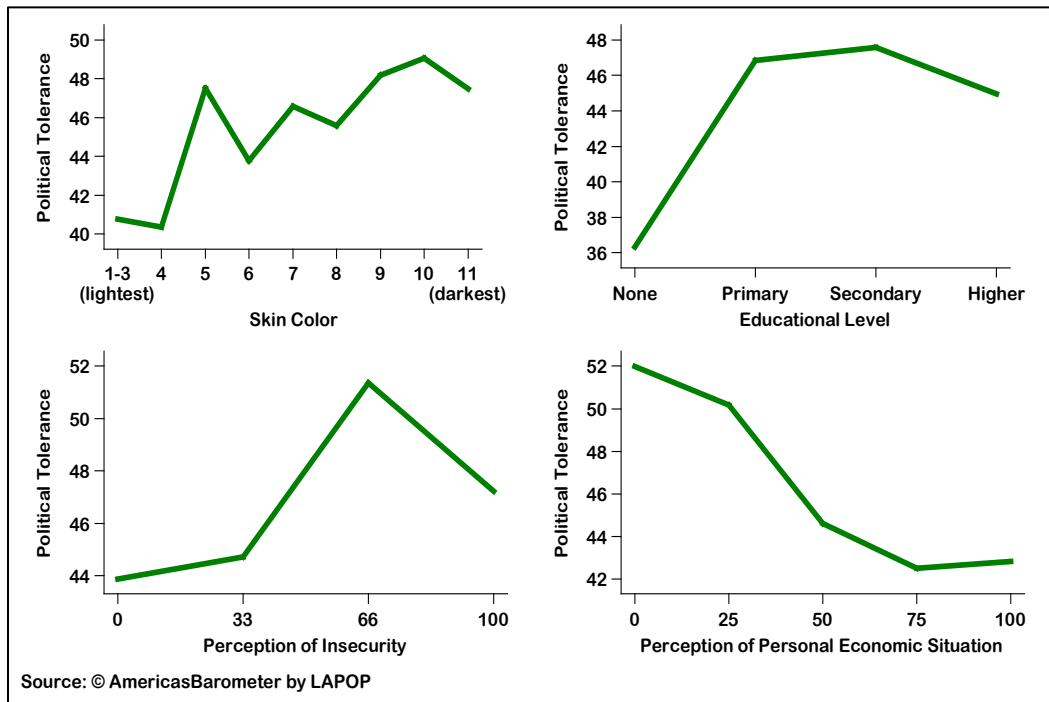 Political Tolerance
50
48
46
44
42
40
1-3 4 5 6 7 8 9 10 11
(lightest) (darkest)
Skin Color
Political Tolerance
48
46
44
42
40
38
36
None Primary Secondary Higher
Educational Level
Political Tolerance
52
50
48
46
44
0 33 66 100
Perception of Insecurity
Political Tolerance
52
50
48
46
44
42
0 25 50 75 100
Perception of Personal Economic Situation
Source: © AmericasBarometer by LAPOP